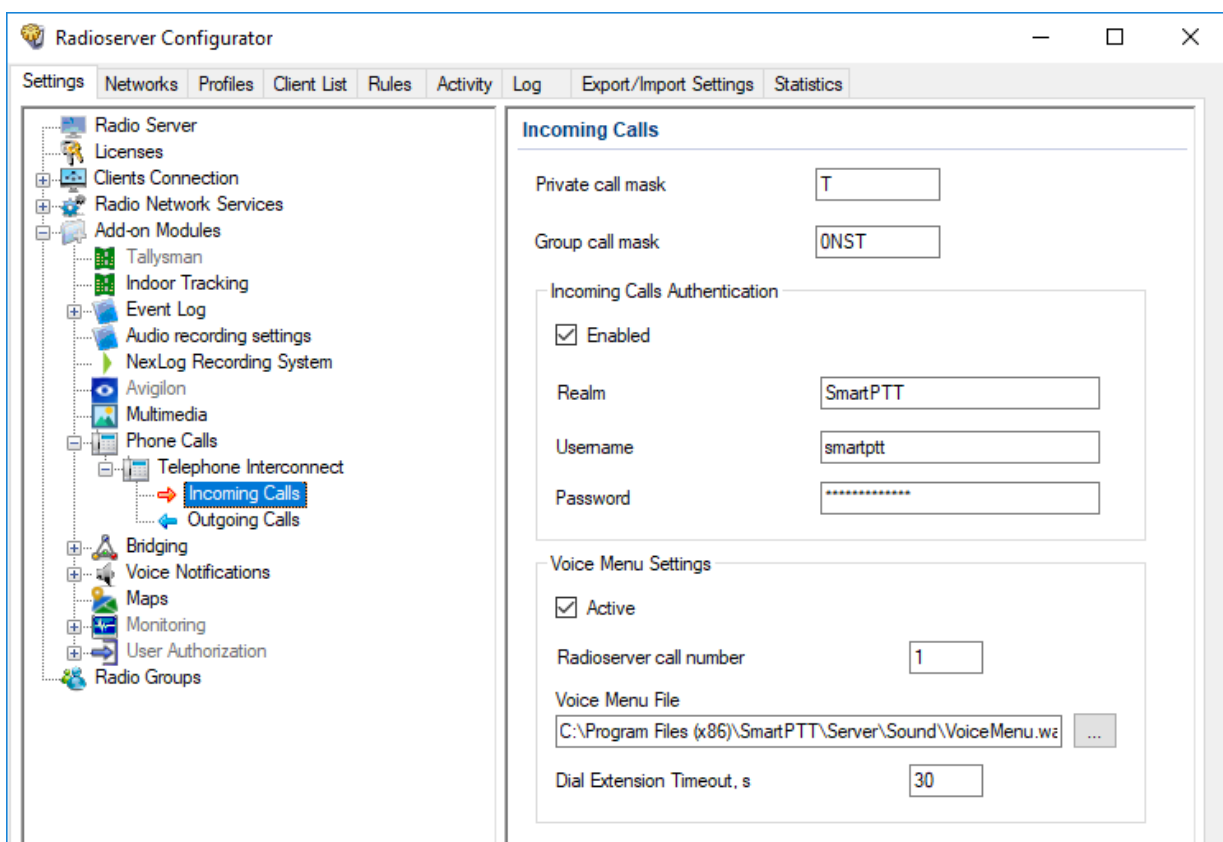 Radioserver Configurator
Settings Networks Profiles Client List Rules Activity Log Export/Import Settings Statistics
Radio Server
Licenses
Clients Connection
Radio Network Services
Add-on Modules
Tallysman
Indoor Tracking
Event Log
Audio recording settings
NexLog Recording System
Avigilon
Multimedia
Phone Calls
Telephone Interconnect
Incoming Calls
Outgoing Calls
Bridging
Voice Notifications
Maps
Monitoring
User Authorization
Radio Groups
Incoming Calls
Private call mask T
Group call mask 0NST
Incoming Calls Authentication
Enabled
Realm SmartPTT
Username smartptt
Password *************
Voice Menu Settings
Active
Radioserver call number 1
Voice Menu File
C:\Program Files (x86)\SmartPTT\Server\Sound\VoiceMenu.wa ...
Dial Extension Timeout, s 30